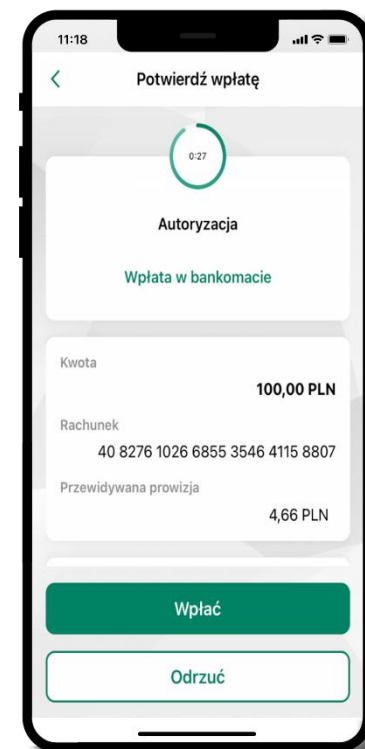 11:18
Potwierdź wpłatę
0:27
Autoryzacja
Wpłata w bankomacie
Kwota
100,00 PLN
Rachunek
40 8276 1026 6855 3546 4115 8807
Przewidywana prowizja
4,66 PLN
Wpłać
Odrzuć